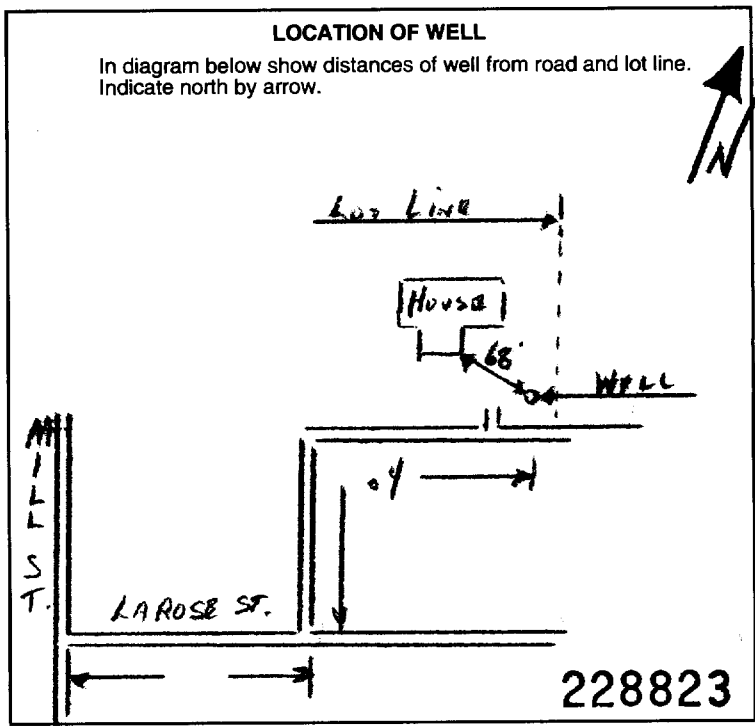 LOCATION OF WELL
In diagram below show distances of well from road and lot line.
Indicate north by arrow.
N
LOT LINE
HOUSE
68'
WELL
MILL ST.
.4
LAROSE ST.
228823